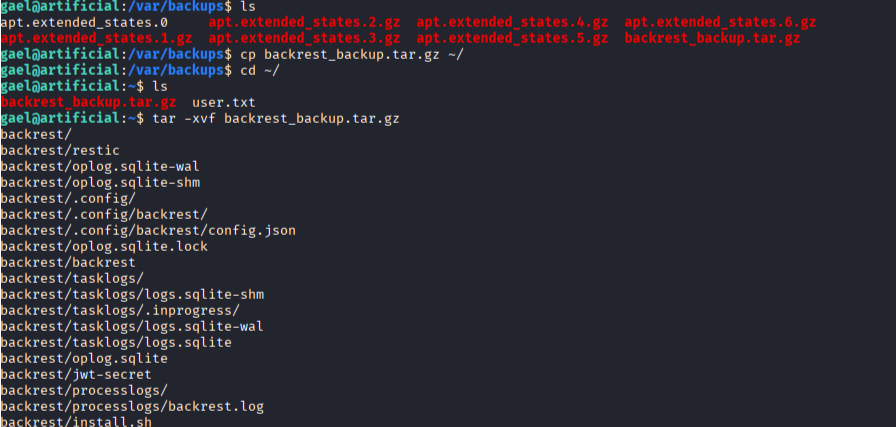 gael@artificial:/var/backups$ ls
apt.extended_states.0 apt.extended_states.2.gz apt.extended_states.4.gz apt.extended_states.6.gz
apt.extended_states.1.gz apt.extended_states.3.gz apt.extended_states.5.gz backrest_backup.tar.gz
gael@artificial:/var/backups$ cp backrest_backup.tar.gz ~/
gael@artificial:/var/backups$ cd ~/
gael@artificial:~$ ls
backrest_backup.tar.gz user.txt
gael@artificial:~$ tar -xvf backrest_backup.tar.gz
backrest/
backrest/restic
backrest/oplog.sqlite-wal
backrest/oplog.sqlite-shm
backrest/.config/
backrest/.config/backrest/
backrest/.config/backrest/config.json
backrest/oplog.sqlite.lock
backrest/backrest
backrest/tasklogs/
backrest/tasklogs/logs.sqlite-shm
backrest/tasklogs/.inprogress/
backrest/tasklogs/logs.sqlite-wal
backrest/tasklogs/logs.sqlite
backrest/oplog.sqlite
backrest/jwt-secret
backrest/processlogs/
backrest/processlogs/backrest.log
backrest/install.sh